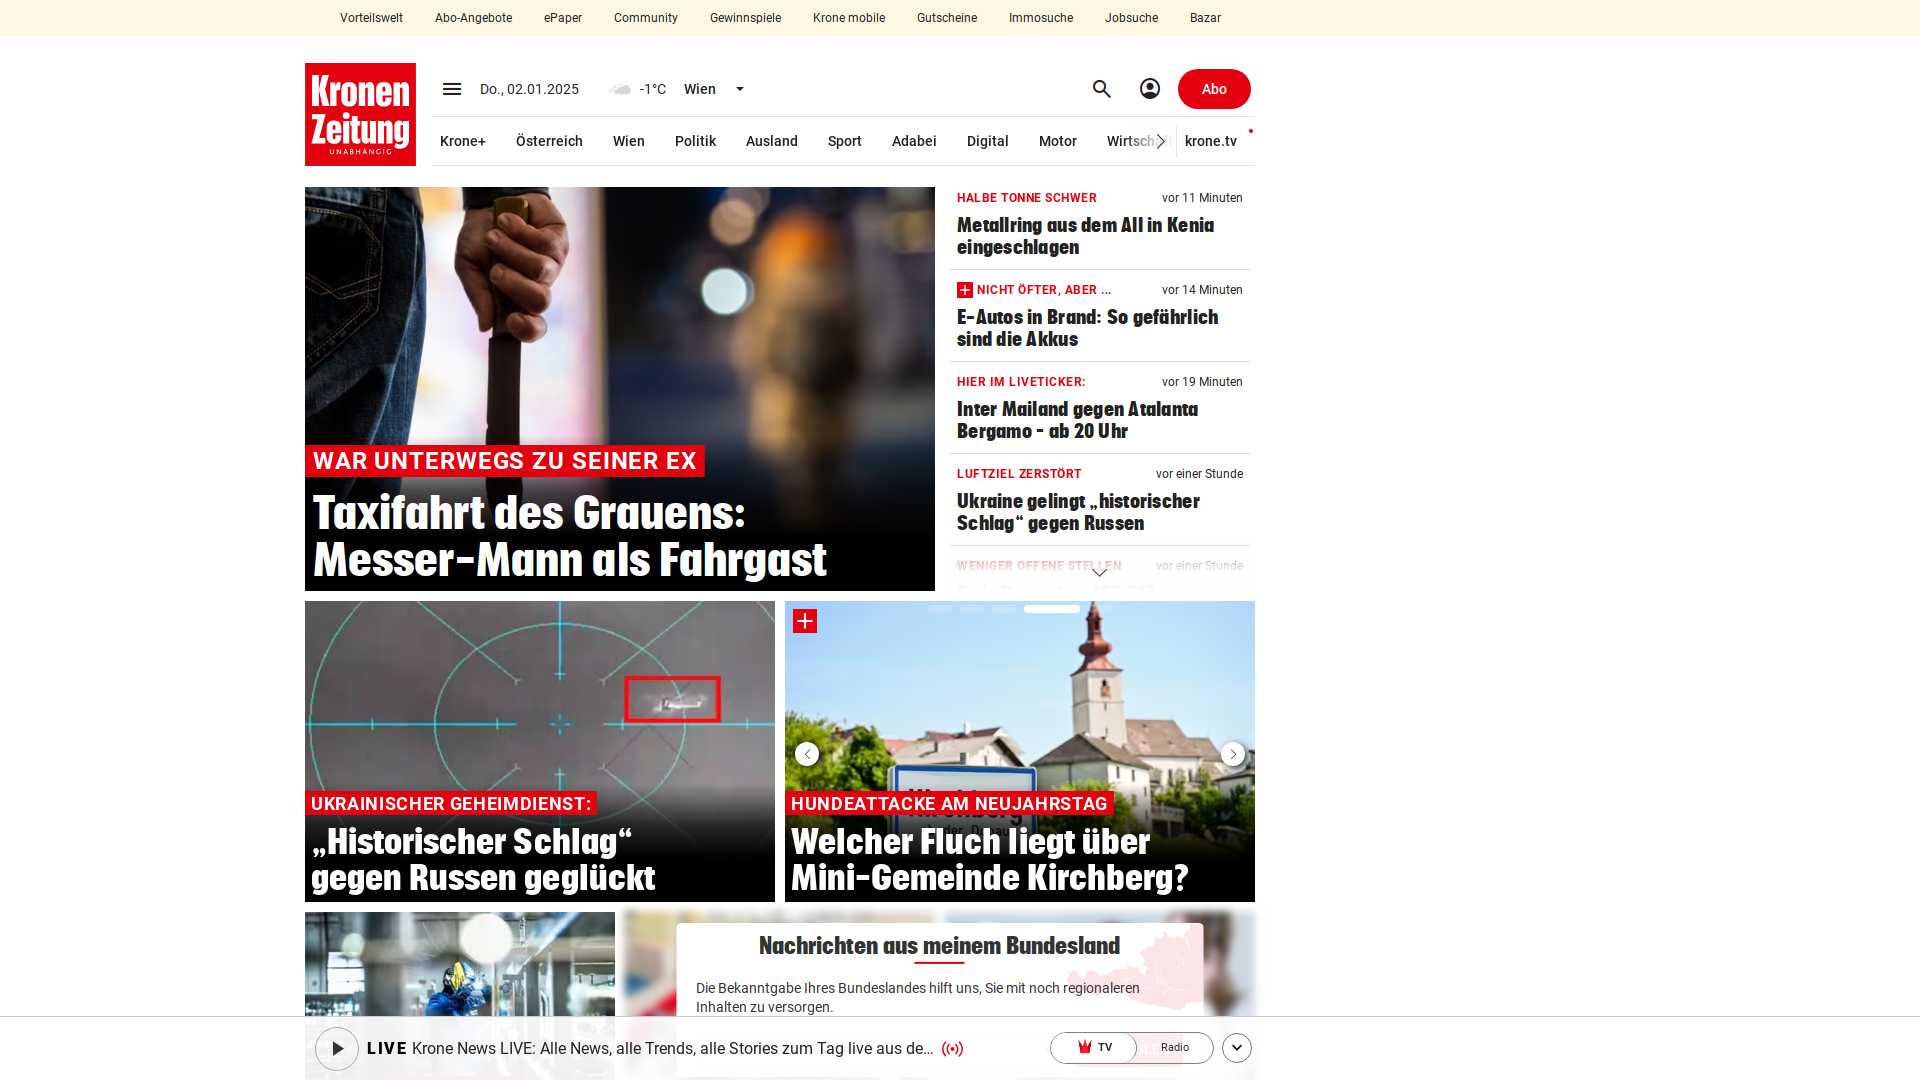 Vorteilswelt Abo-Angebote ePaper Community Gewinnspiele Krone mobile Gutscheine Immosuche Jobsuche Bazar
Kronen
Zeitung
UNABHÄNGIG
Do., 02.01.2025 -1°C Wien
Abo
Krone+ Österreich Wien Politik Ausland Sport Adabei Digital Motor Wirtschaft krone.tv
WAR UNTERWEGS ZU SEINER EX
Taxifahrt des Grauens:
Messer-Mann als Fahrgast
HALBE TONNE SCHWER vor 11 Minuten
Metallring aus dem All in Kenia
eingeschlagen
NICHT ÖFTER, ABER ... vor 14 Minuten
E-Autos in Brand: So gefährlich
sind die Akkus
HIER IM LIVETICKER: vor 19 Minuten
Inter Mailand gegen Atalanta
Bergamo - ab 20 Uhr
LUFTZIEL ZERSTÖRT vor einer Stunde
Ukraine gelingt „historischer
Schlag“ gegen Russen
WENIGER OFFENE STELLEN vor einer Stunde
UKRAINISCHER GEHEIMDIENST:
„Historischer Schlag“
gegen Russen geglückt
HUNDEATTACKE AM NEUJAHRSTAG
Welcher Fluch liegt über
Mini-Gemeinde Kirchberg?
Nachrichten aus meinem Bundesland
Die Bekanntgabe Ihres Bundeslandes hilft uns, Sie mit noch regionaleren
Inhalten zu versorgen.
LIVE Krone News LIVE: Alle News, alle Trends, alle Stories zum Tag live aus de...
TV Radio